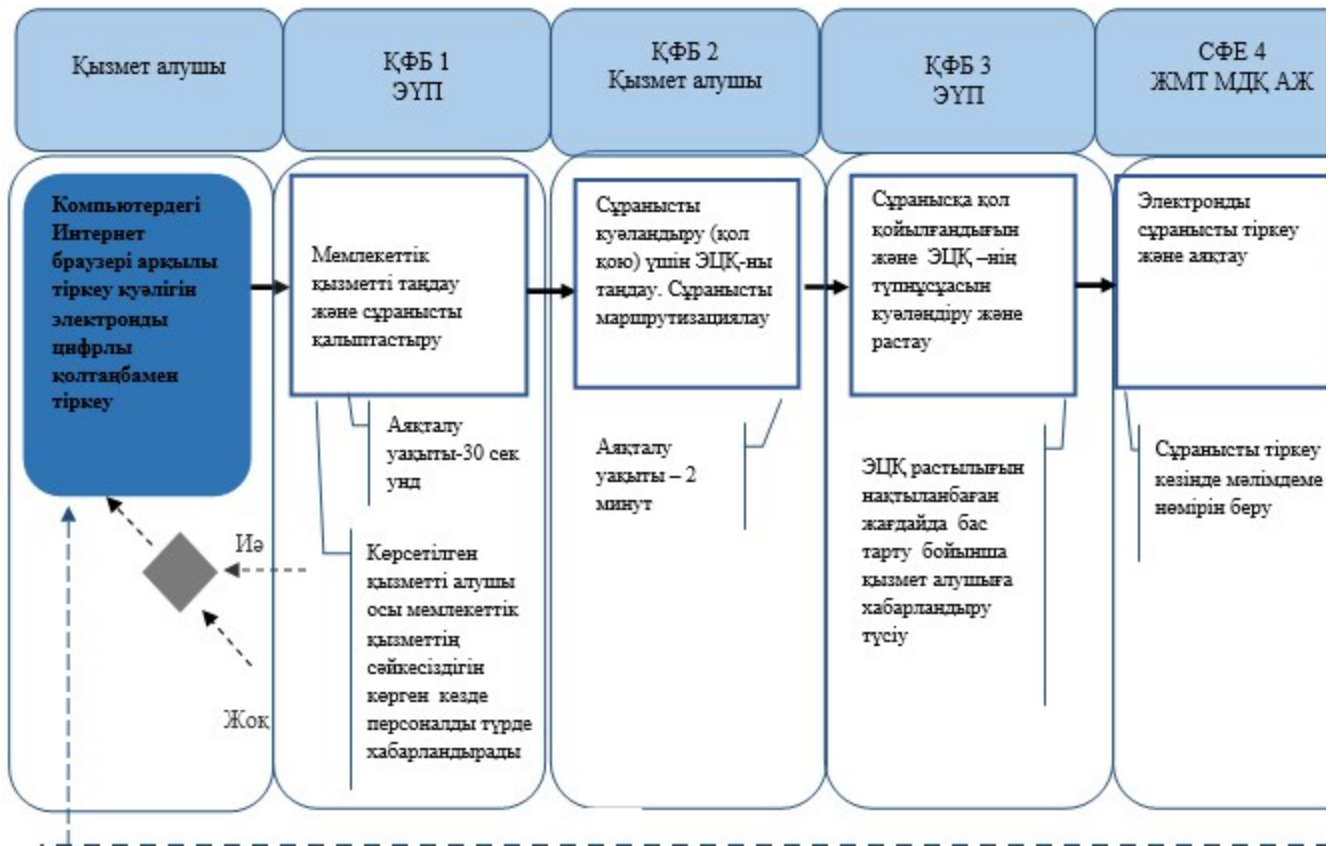 Қызмет алушы
ҚФБ 1
ЭҮП
ҚФБ 2
Қызмет алушы
ҚФБ 3
ЭҮП
СФЕ 4
ЖМТ МДҚ АЖ
Компьютердегі
Интернет
браузері арқылы
тіркеу куәлігін
электронды
цифрлы
қолтаңбамен
тіркеу
Мемлекеттік
қызметті таңдау
және сұранысты
қалыптастыру
Сұранысты
куәландыру (қол
қою) үшін ЭЦҚ-ны
таңдау. Сұранысты
маршрутизациялау
Сұранысқа қол
қойылғандығын
және ЭЦҚ –нің
түпнұсұасын
куәләндіру және
растау
Электронды
сұранысты тіркеу
және аяқтау
Аяқталу
уақыты-30 сек
унд
Аяқталу
уақыты – 2
минут
ЭЦҚ растылығын
нақтыланбаған
жағдайда бас
тарту бойынша
қызмет алушыға
хабарландыру
түсіу
Сұранысты тіркеу
кезінде мәлімдеме
нөмірін беру
Иә
Жоқ
Көрсетілген
қызметті алушы
осы мемлекеттік
қызметтің
сәйкесіздігін
көрген кезде
персоналды түрде
хабарландырады